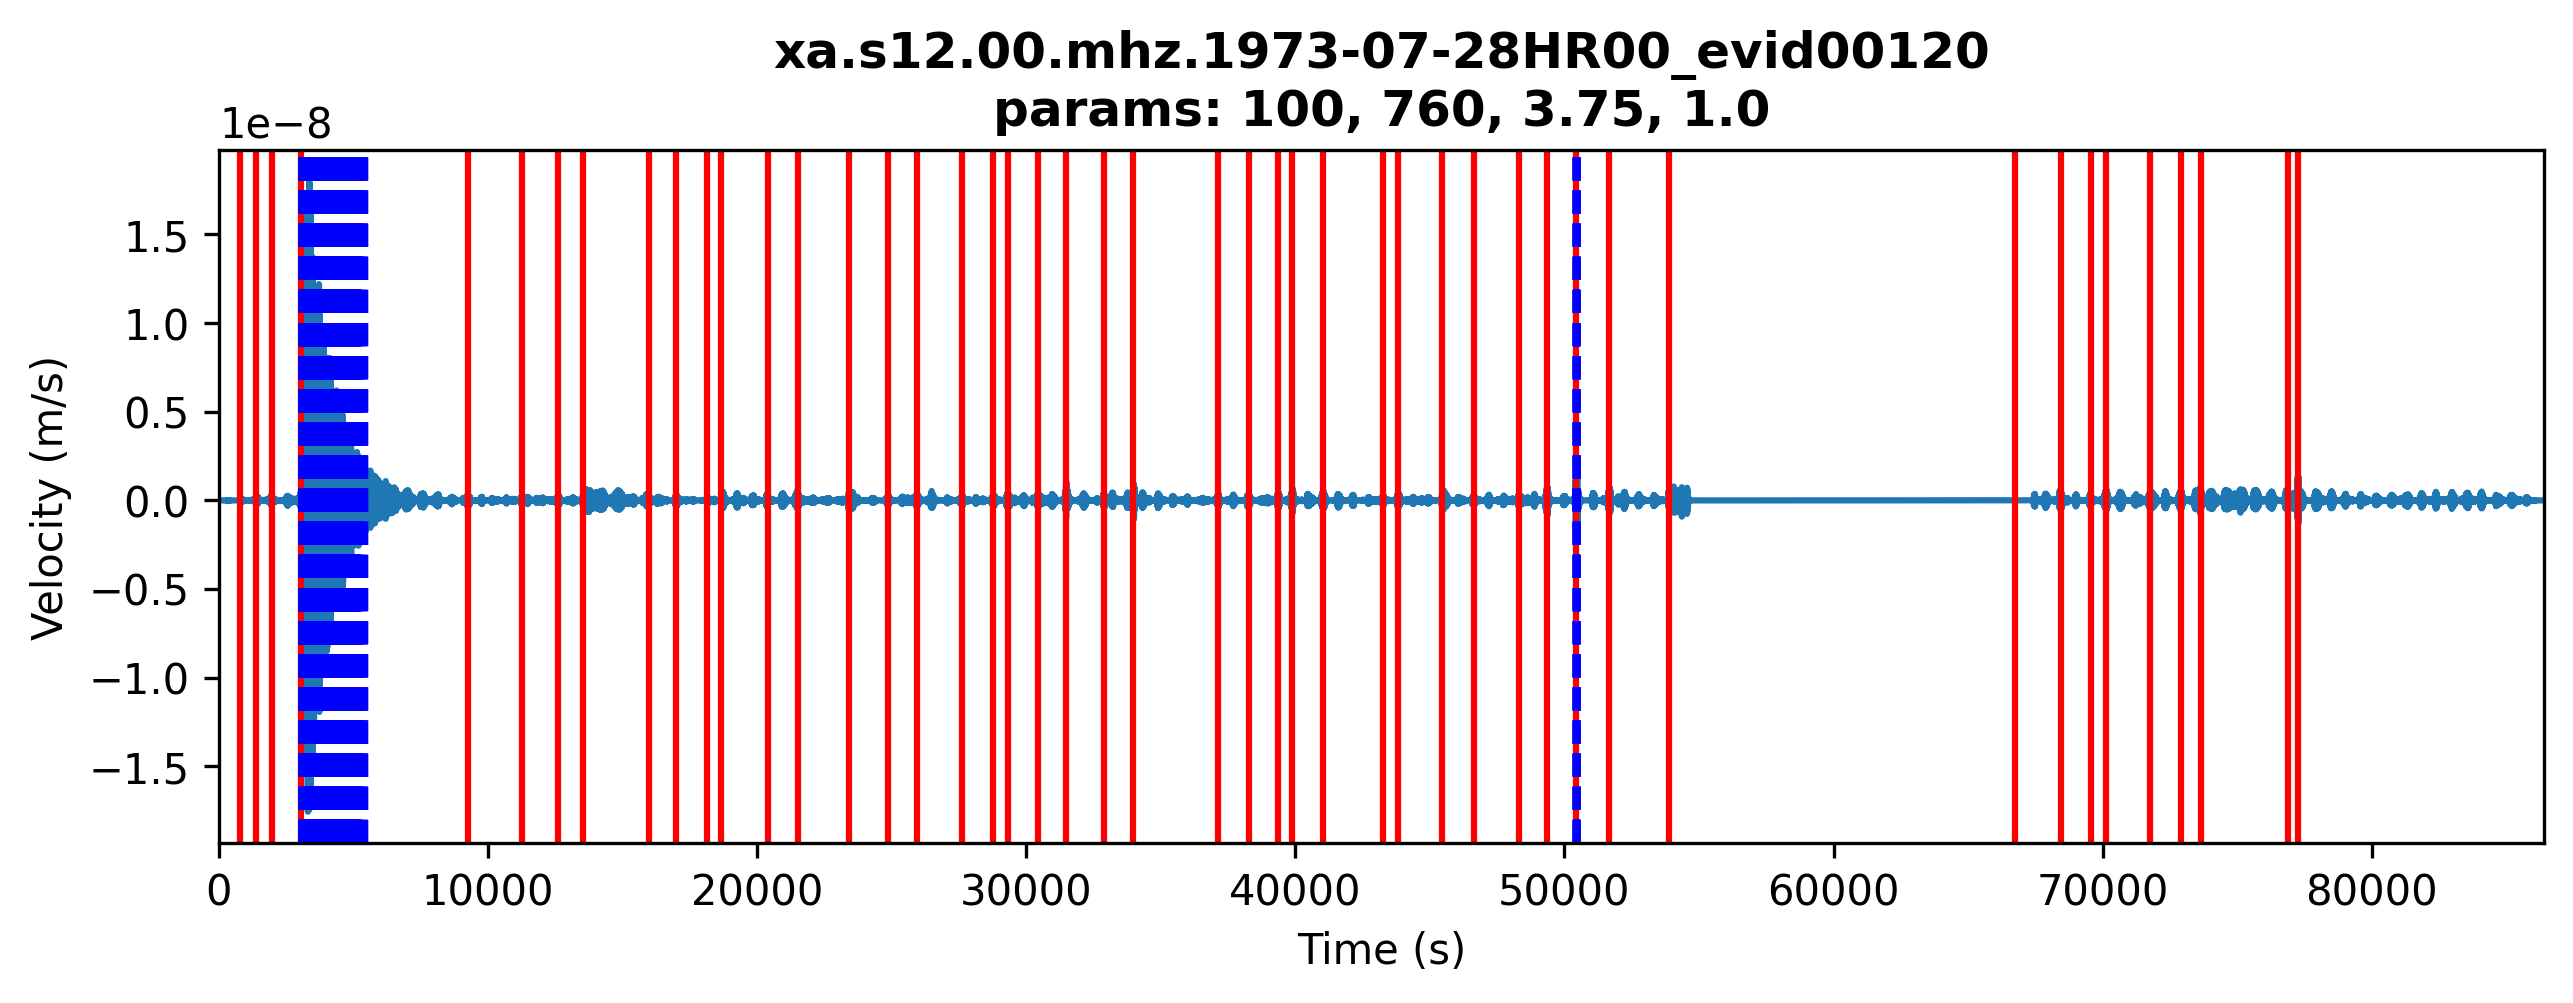 xa.s12.00.mhz.1973-07-28HR00_evid00120
params: 100, 760, 3.75, 1.0
1e−8
1.5
1.0
0.5
0.0
−0.5
−1.0
−1.5
Velocity (m/s)
0 10000 20000 30000 40000 50000 60000 70000 80000
Time (s)